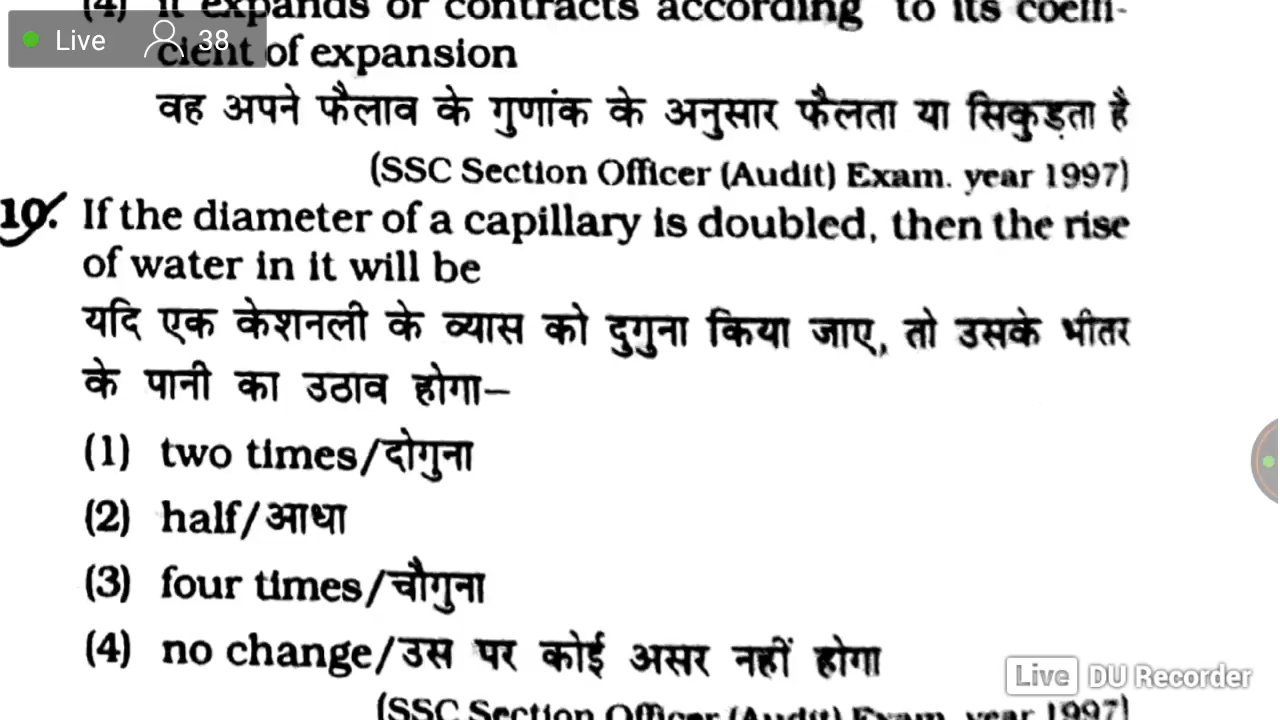 (4) it expands or contracts according to its coeffi-
Live 38
cient of expansion
वह अपने फैलाव के गुणांक के अनुसार फैलता या सिकुड़ता है
(SSC Section Officer (Audit) Exam. year 1997)
10. If the diameter of a capillary is doubled, then the rise
of water in it will be
यदि एक केशनली के व्यास को दुगुना किया जाए, तो उसके भीतर
के पानी का उठाव होगा–
(1) two times/दोगुना
(2) half/आधा
(3) four times/चौगुना
(4) no change/उस पर कोई असर नहीं होगा
Live DU Recorder
(SSC Section Officer (Audit) Exam. year 1997)